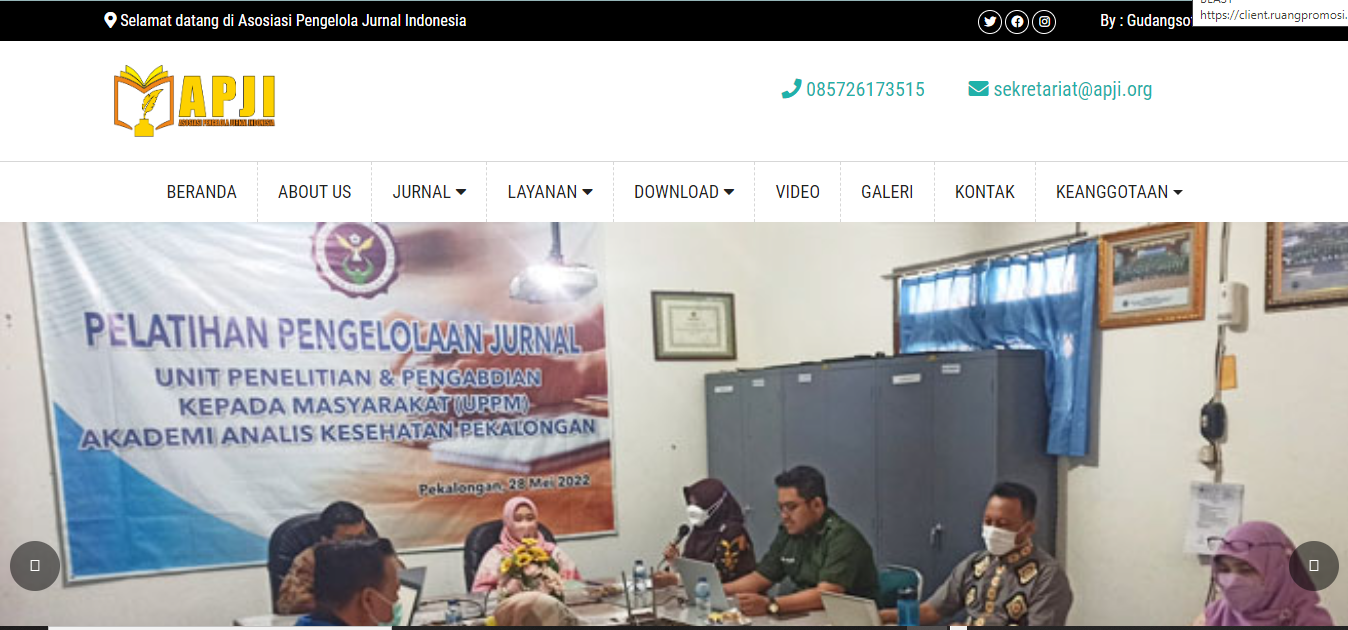 Selamat datang di Asosiasi Pengelola Jurnal Indonesia
By : Gudangso
https://client.ruangpromosi.
APJI
ASOSIASI PENGELOLA JURNAL INDONESIA
085726173515
sekretariat@apji.org
BERANDA
ABOUT US
JURNAL
LAYANAN
DOWNLOAD
VIDEO
GALERI
KONTAK
KEANGGOTAAN
PELATIHAN PENGELOLAAN JURNAL
UNIT PENELITIAN & PENGABDIAN
KEPADA MASYARAKAT (UPPM)
AKADEMI ANALIS KESEHATAN PEKALONGAN
Pekalongan, 28 Mei 2022